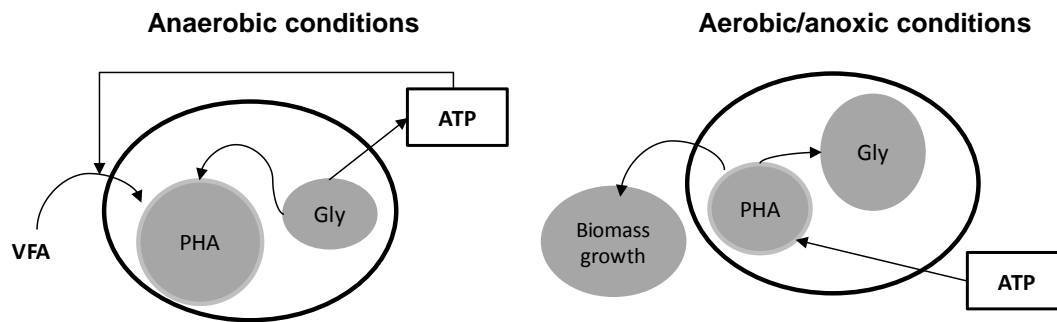 Anaerobic conditions
ATP
Gly
PHA
VFA
Aerobic/anoxic conditions
Gly
PHA
Biomass
growth
ATP